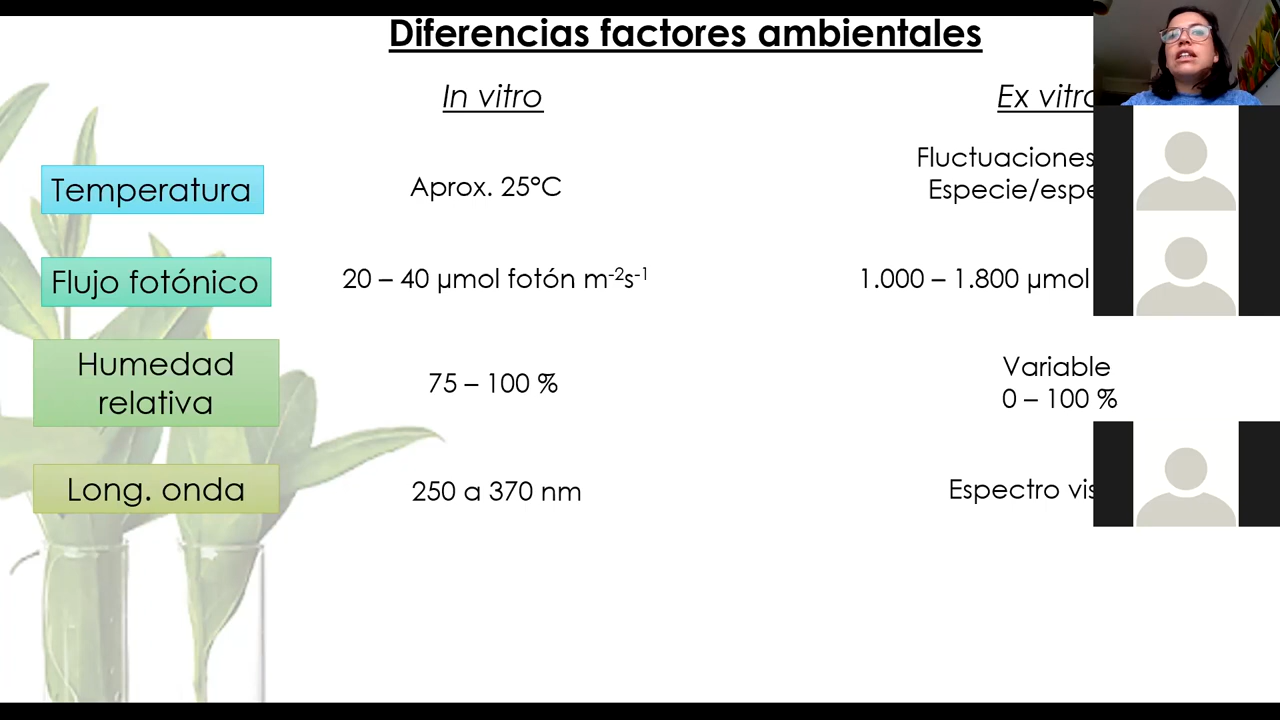 Diferencias factores ambientales
In vitro
Ex vitro
Temperatura
Aprox. 25°C
Fluctuaciones
Especie/espe
Flujo fotónico
20 – 40 µmol fotón m-2s-1
1.000 – 1.800 µmol
Humedad
relativa
75 – 100 %
Variable
0 – 100 %
Long. onda
250 a 370 nm
Espectro vis